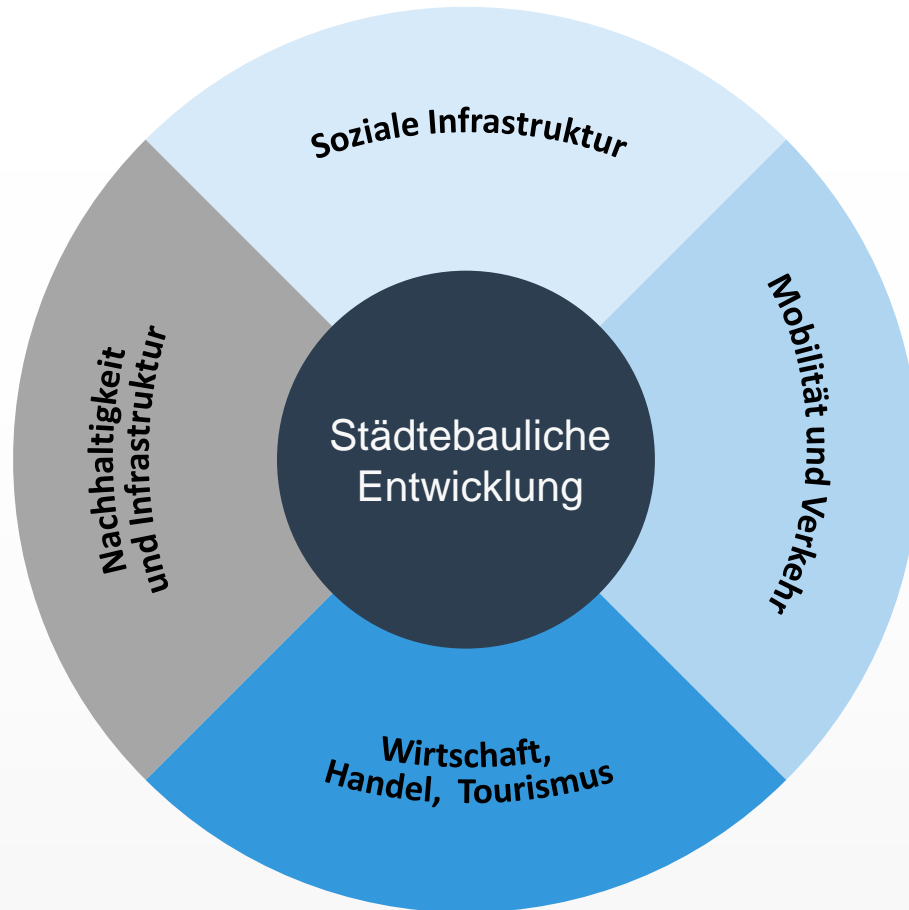 Soziale Infrastruktur
Mobilität und Verkehr
Städtebauliche
Entwicklung
Nachhaltigkeit
und Infrastruktur
Wirtschaft,
Handel, Tourismus